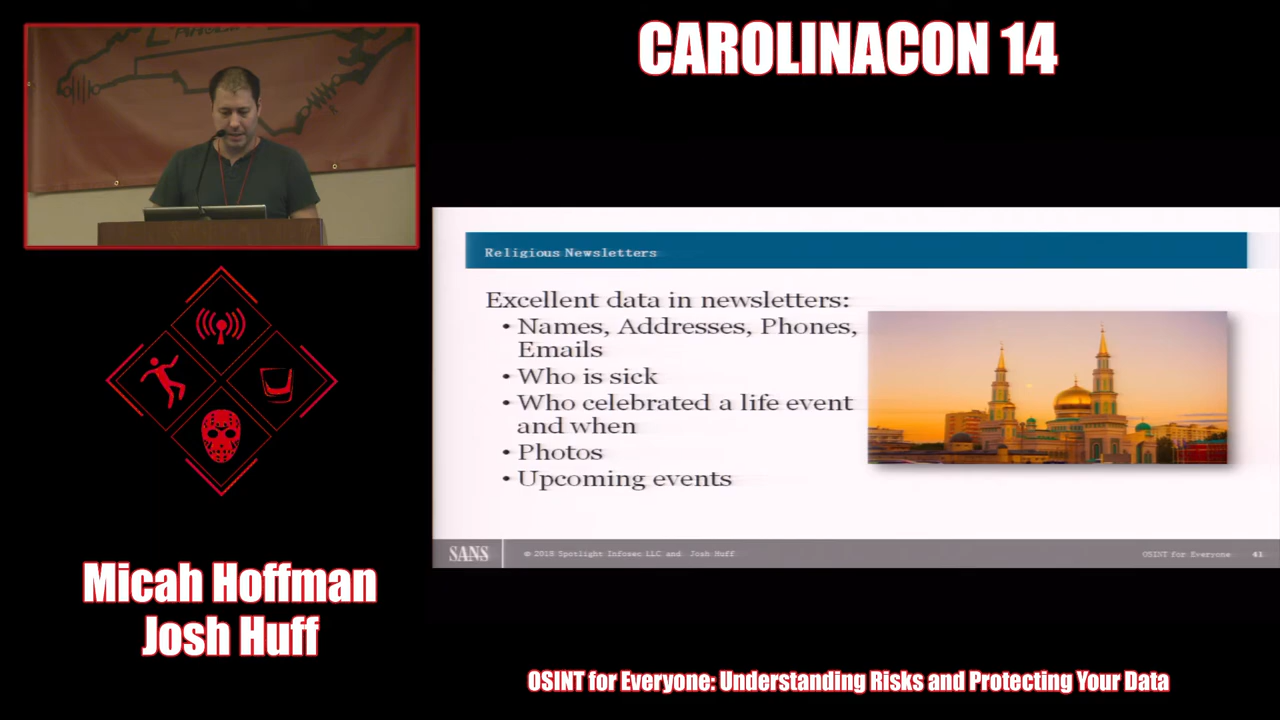 CAROLINACON 14
Religious Newsletters
Excellent data in newsletters:
• Names, Addresses, Phones,
Emails
• Who is sick
• Who celebrated a life event
and when
• Photos
• Upcoming events
SANS
© 2018 Spotlight Infosec LLC and Josh Huff
OSINT for Everyone
41
Micah Hoffman
Josh Huff
OSINT for Everyone: Understanding Risks and Protecting Your Data